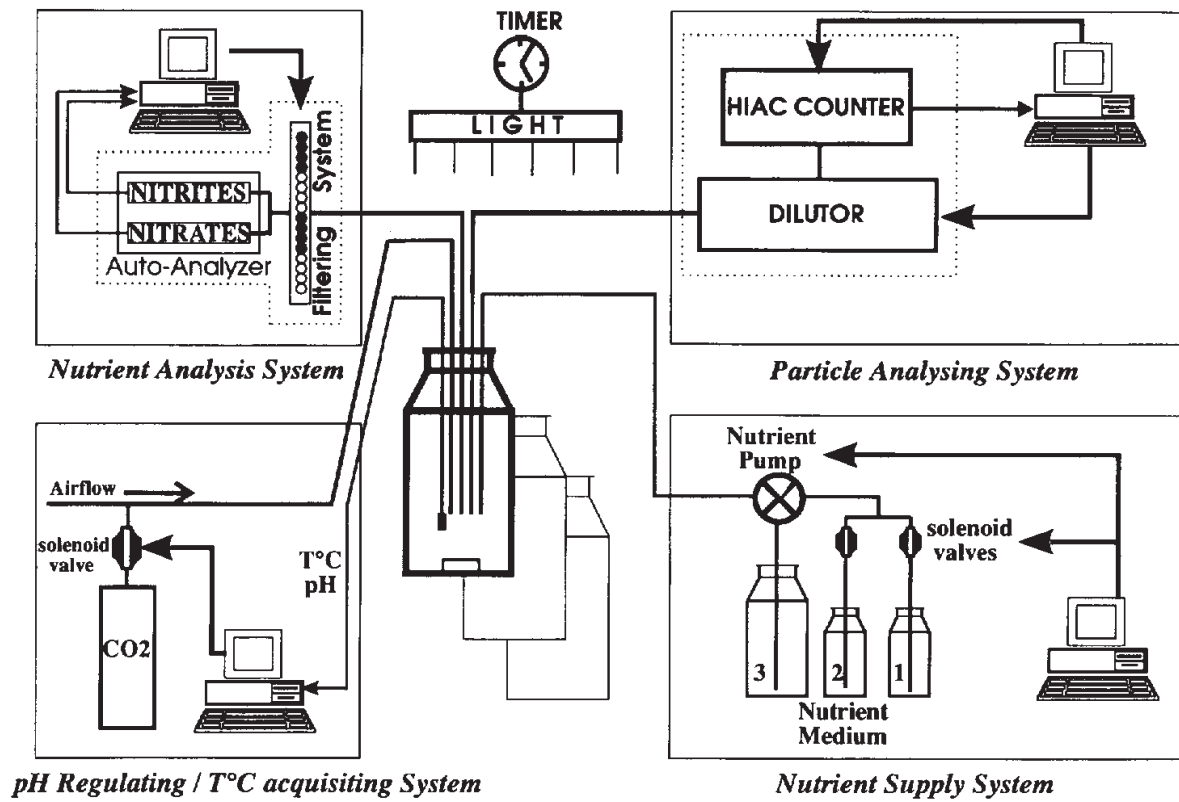 TIMER
LIGHT
NITRITES
NITRATES
Auto-Analyzer
Filtering System
Nutrient Analysis System
HIAC COUNTER
DILUTOR
Particle Analysing System
Airflow
solenoid
valve
CO2
T°C
pH
pH Regulating / T°C acquisiting System
Nutrient
Pump
solenoid
valves
3
2
1
Nutrient
Medium
Nutrient Supply System